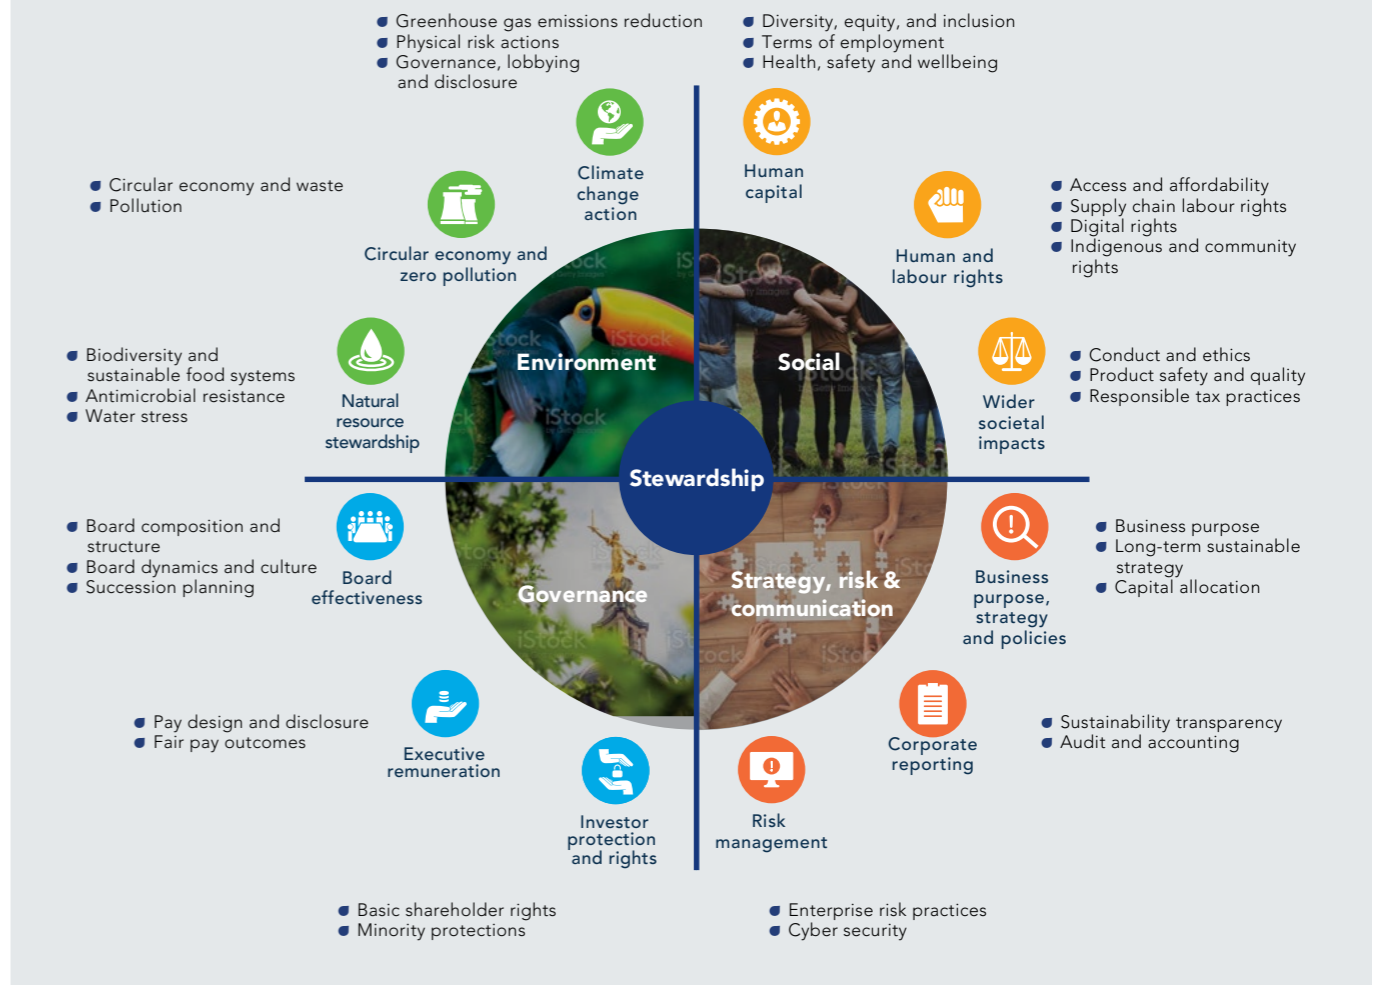 Greenhouse gas emissions reduction
Physical risk actions
Governance, lobbying
and disclosure
Diversity, equity, and inclusion
Terms of employment
Health, safety and wellbeing
Climate
change
action
Human
capital
Circular economy and waste
Pollution
Circular economy and
zero pollution
Human and
labour rights
Access and affordability
Supply chain labour rights
Digital rights
Indigenous and community
rights
Biodiversity and
sustainable food systems
Antimicrobial resistance
Water stress
Natural
resource
stewardship
Environment
Social
Wider
societal
impacts
Conduct and ethics
Product safety and quality
Responsible tax practices
Stewardship
Board composition and
structure
Board dynamics and culture
Succession planning
Board
effectiveness
Governance
Strategy, risk &
communication
Business
purpose,
strategy
and policies
Business purpose
Long-term sustainable
strategy
Capital allocation
Pay design and disclosure
Fair pay outcomes
Executive
remuneration
Investor
protection
and rights
Risk
management
Corporate
reporting
Sustainability transparency
Audit and accounting
Basic shareholder rights
Minority protections
Enterprise risk practices
Cyber security
iStock
iStock
iStock
iStock